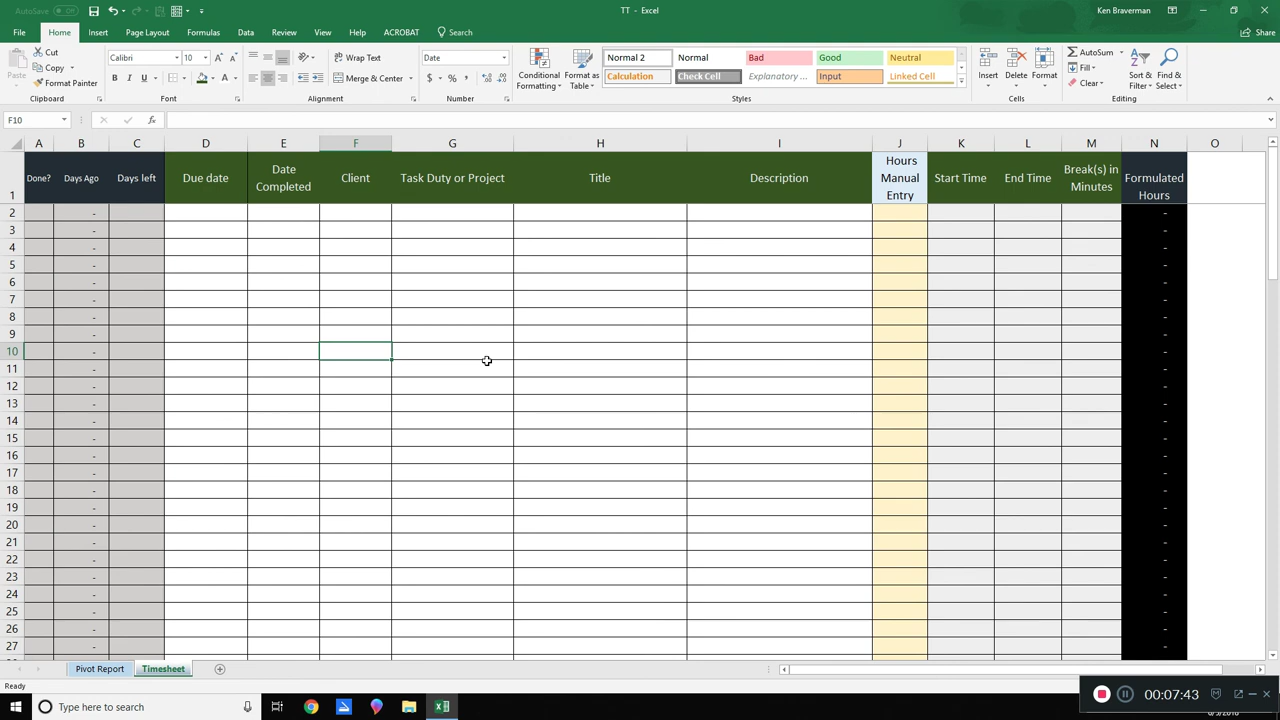 AutoSave Off
TT - Excel
Ken Braverman
File Home Insert Page Layout Formulas Data Review View Help ACROBAT Search Share
Paste
Cut
Copy
Format Painter
Clipboard
Calibri 10
B I U A
Font
Wrap Text
Merge & Center
Alignment
Date
$ % ,
Number
Conditional Formatting
Format as Table
Normal 2 Normal Bad Good Neutral
Calculation Check Cell Explanatory ... Input Linked Cell
Styles
Insert Delete Format
Cells
AutoSum
Fill
Clear
Sort & Filter
Find & Select
Editing
F10 fx
A B C D E F G H I J K L M N O
1 Done? Days Ago Days left Due date Date Completed Client Task Duty or Project Title Description Hours Manual Entry Start Time End Time Break(s) in Minutes Formulated Hours
2 - -
3 - -
4 - -
5 - -
6 - -
7 - -
8 - -
9 - -
10 - -
11 - -
12 - -
13 - -
14 - -
15 - -
16 - -
17 - -
18 - -
19 - -
20 - -
21 - -
22 - -
23 - -
24 - -
25 - -
26 - -
27 - -
Pivot Report Timesheet
Ready
Type here to search
00:07:43